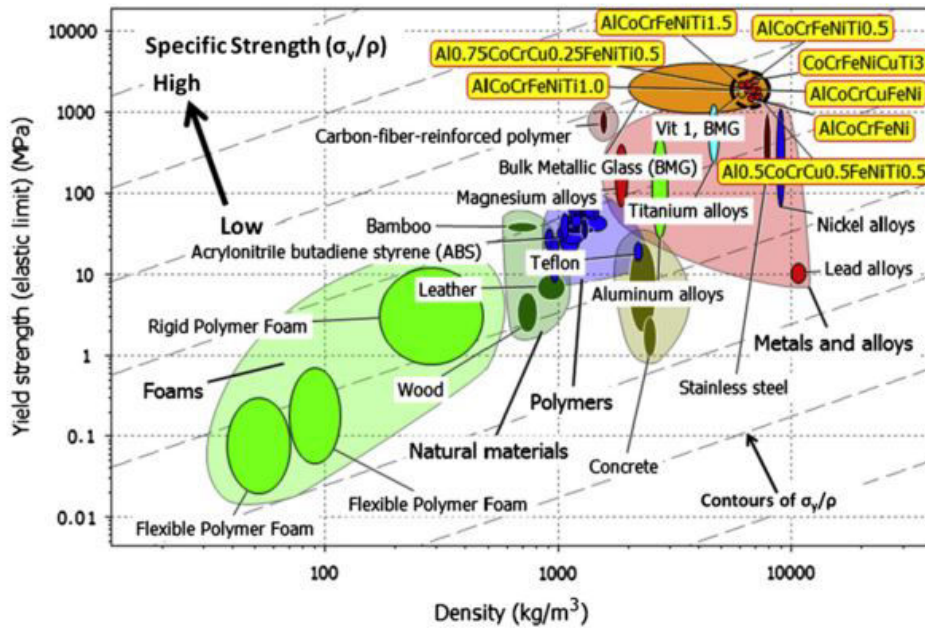 10000
1000
100
10
1
0.1
0.01
Yield strength (elastic limit) (MPa)
Specific Strength (σy/ρ)
High
Low
AlCoCrFeNiTi1.5
AlCoCrFeNiTi0.5
Al0.75CoCrCu0.25FeNiTi0.5
CoCrFeNiCuTi3
AlCoCrFeNiTi1.0
AlCoCrCuFeNi
AlCoCrFeNi
Carbon-fiber-reinforced polymer
Vit 1, BMG
Bulk Metallic Glass (BMG)
Al0.5CoCrCu0.5FeNiTi0.5
Magnesium alloys
Titanium alloys
Bamboo
Nickel alloys
Acrylonitrile butadiene styrene (ABS)
Teflon
Lead alloys
Leather
Aluminum alloys
Rigid Polymer Foam
Metals and alloys
Foams
Wood
Polymers
Stainless steel
Natural materials
Concrete
Contours of σy/ρ
Flexible Polymer Foam
Flexible Polymer Foam
100
1000
10000
Density (kg/m³)